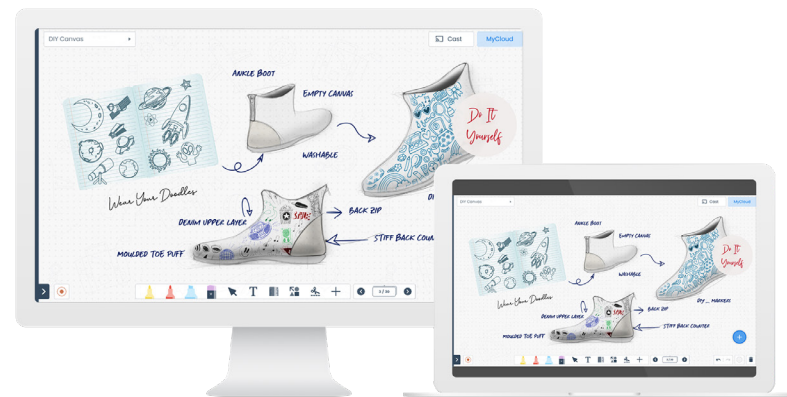 DIY Canvas
Cast
MyCloud
ANKLE BOOT
EMPTY CANVAS
WASHABLE
Do It
Yourself
Wear Your Doodles
DENIM UPPER LAYER
BACK ZIP
STIFF BACK COUN
MOULDED TOE PUFF
T
DIY Canvas
Cast
MyCloud
ANKLE BOOT
EMPTY CANVAS
WASHABLE
Do It
Yourself
Wear Your Doodles
DIY _ MARKERS
DENIM UPPER LAYER
BACK ZIP
STIFF BACK COUNTER
MOULDED TOE PUFF
T